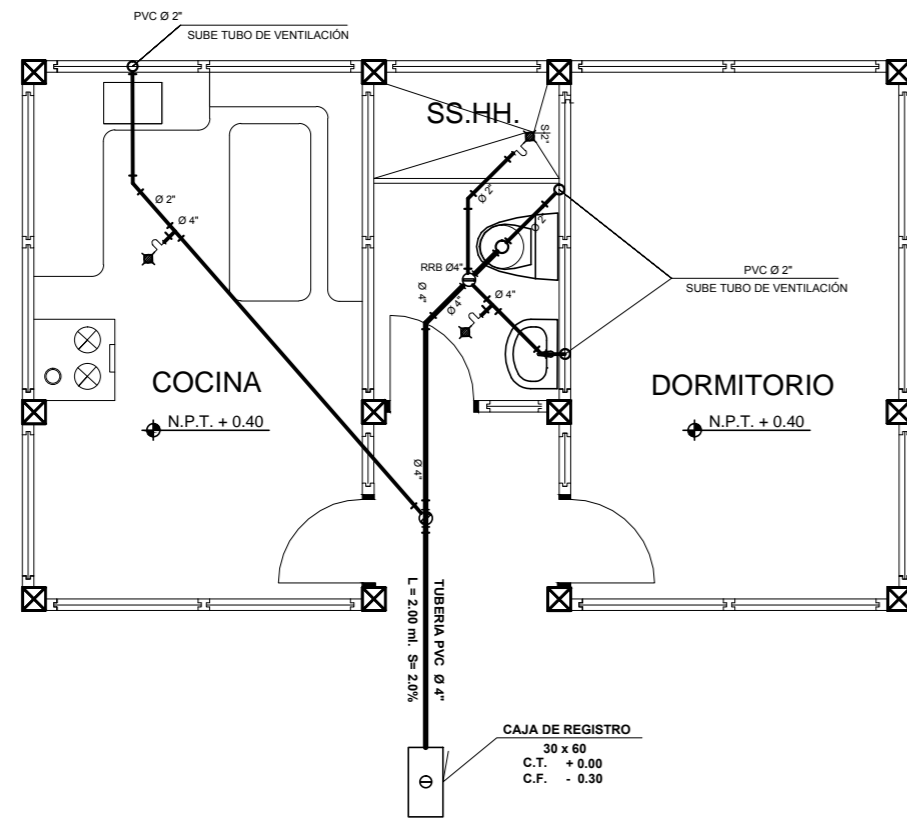 PVC Ø 2"
SUBE TUBO DE VENTILACIÓN
SS.HH.
S 2"
Ø 2"
Ø 2"
Ø 2"
Ø 4"
RRB Ø4"
Ø 4"
Ø 4"
Ø 4"
PVC Ø 2"
SUBE TUBO DE VENTILACIÓN
COCINA
N.P.T. + 0.40
DORMITORIO
N.P.T. + 0.40
Ø 4"
TUBERIA PVC Ø 4"
L = 2.00 ml. S= 2.0%
CAJA DE REGISTRO
30 x 60
C.T. + 0.00
C.F. - 0.30